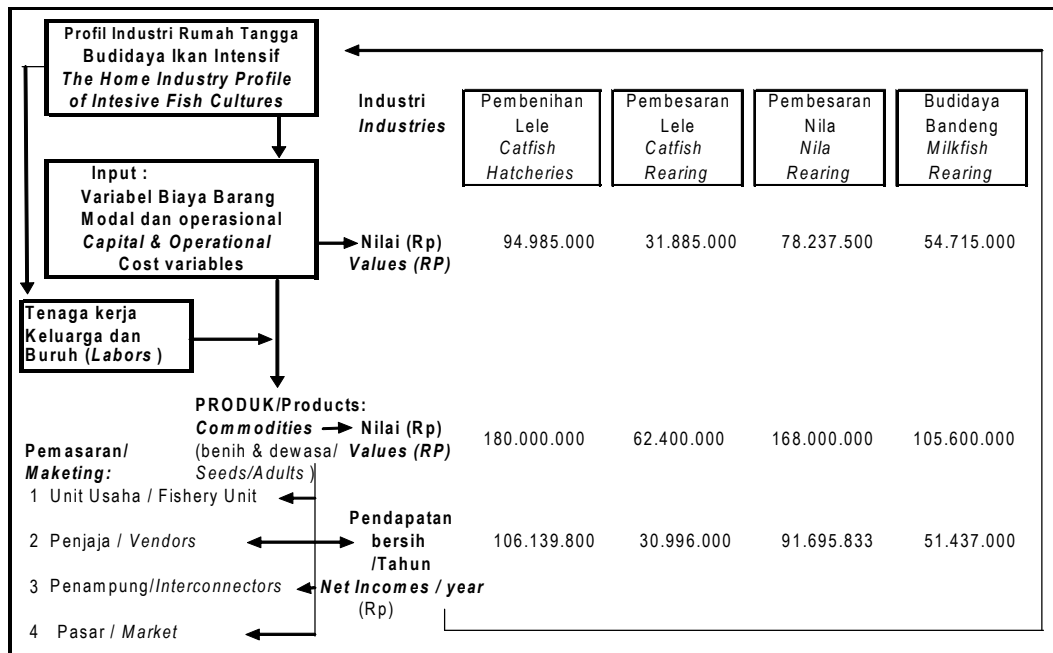 Profil Industri Rumah Tangga
Budidaya Ikan Intensif
The Home Industry Profile
of Intesive Fish Cultures
Industri
Industries
Pembenihan
Lele
Catfish
Hatcheries
Pembesaran
Lele
Catfish
Rearing
Pembesaran
Nila
Nila
Rearing
Budidaya
Bandeng
Milkfish
Rearing
Input :
Variabel Biaya Barang
Modal dan operasional
Capital & Operational
Cost variables
Nilai (Rp)
Values (RP)
94.985.000 31.885.000 78.237.500 54.715.000
Tenaga kerja
Keluarga dan
Buruh (Labors )
PRODUK/Products:
Commodities
(benih & dewasa/
Seeds/Adults )
Nilai (Rp)
Values (RP)
180.000.000 62.400.000 168.000.000 105.600.000
Pemasaran/
Maketing:
1 Unit Usaha / Fishery Unit
2 Penjaja / Vendors
3 Penampung/Interconnectors
4 Pasar / Market
Pendapatan
bersih
/Tahun
Net Incomes / year
(Rp)
106.139.800 30.996.000 91.695.833 51.437.000